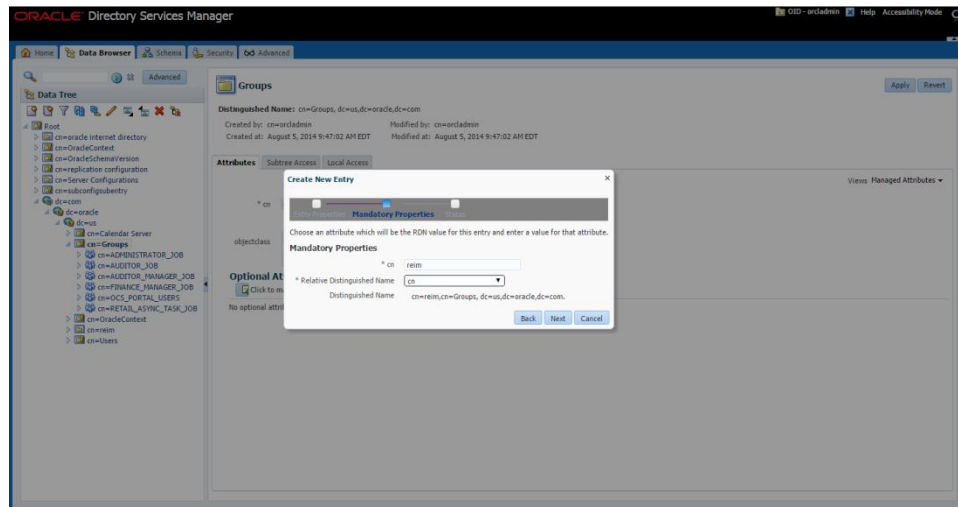 ORACLE Directory Services Manager
OID - orcladmin Help Accessibility Mode
Home Data Browser Schema Security Advanced
Advanced
Data Tree
Root
cn=oracle internet directory
cn=OracleContext
cn=OracleSchemaVersion
cn=replication configuration
cn=Server Configurations
cn=subconfigsubentry
dc=com
dc=oracle
dc=us
cn=Calendar Server
cn=Groups
cn=ADMINISTRATOR_JOB
cn=AUDITOR_JOB
cn=AUDITOR_MANAGER_JOB
cn=FINANCE_MANAGER_JOB
cn=OCS_PORTAL_USERS
cn=RETAIL_ASYNC_TASK_JOB
cn=OracleContext
cn=reim
cn=Users
Groups
Apply Revert
Distinguished Name: cn=Groups, dc=us,dc=oracle,dc=com
Created by: cn=orcladmin Modified by: cn=orcladmin
Created at: August 5, 2014 9:47:02 AM EDT Modified at: August 5, 2014 9:47:02 AM EDT
Attributes Subtree Access Local Access
Views Managed Attributes
* cn
objectclass
Optional At
Click to m
No optional attri
Create New Entry
Entry Properties Mandatory Properties Status
Choose an attribute which will be the RDN value for this entry and enter a value for that attribute.
Mandatory Properties
* cn reim
* Relative Distinguished Name cn
Distinguished Name cn=reim,cn=Groups, dc=us,dc=oracle,dc=com.
Back Next Cancel